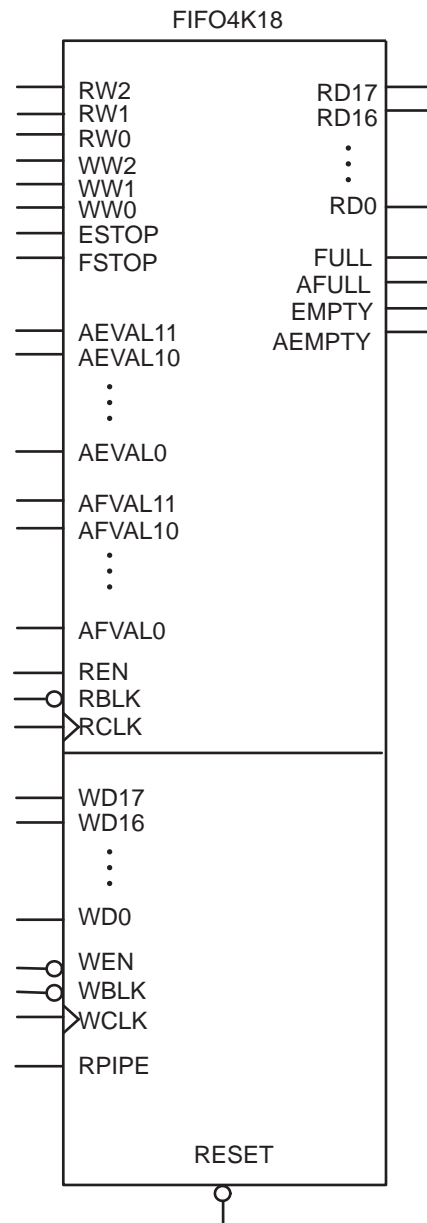 FIFO4K18
RW2
RW1
RW0
WW2
WW1
WW0
ESTOP
FSTOP
AEVAL11
AEVAL10
AEVAL0
AFVAL11
AFVAL10
AFVAL0
REN
RBLK
RCLK
RD17
RD16
RD0
FULL
AFULL
EMPTY
AEMPTY
WD17
WD16
WD0
WEN
WBLK
WCLK
RPIPE
RESET